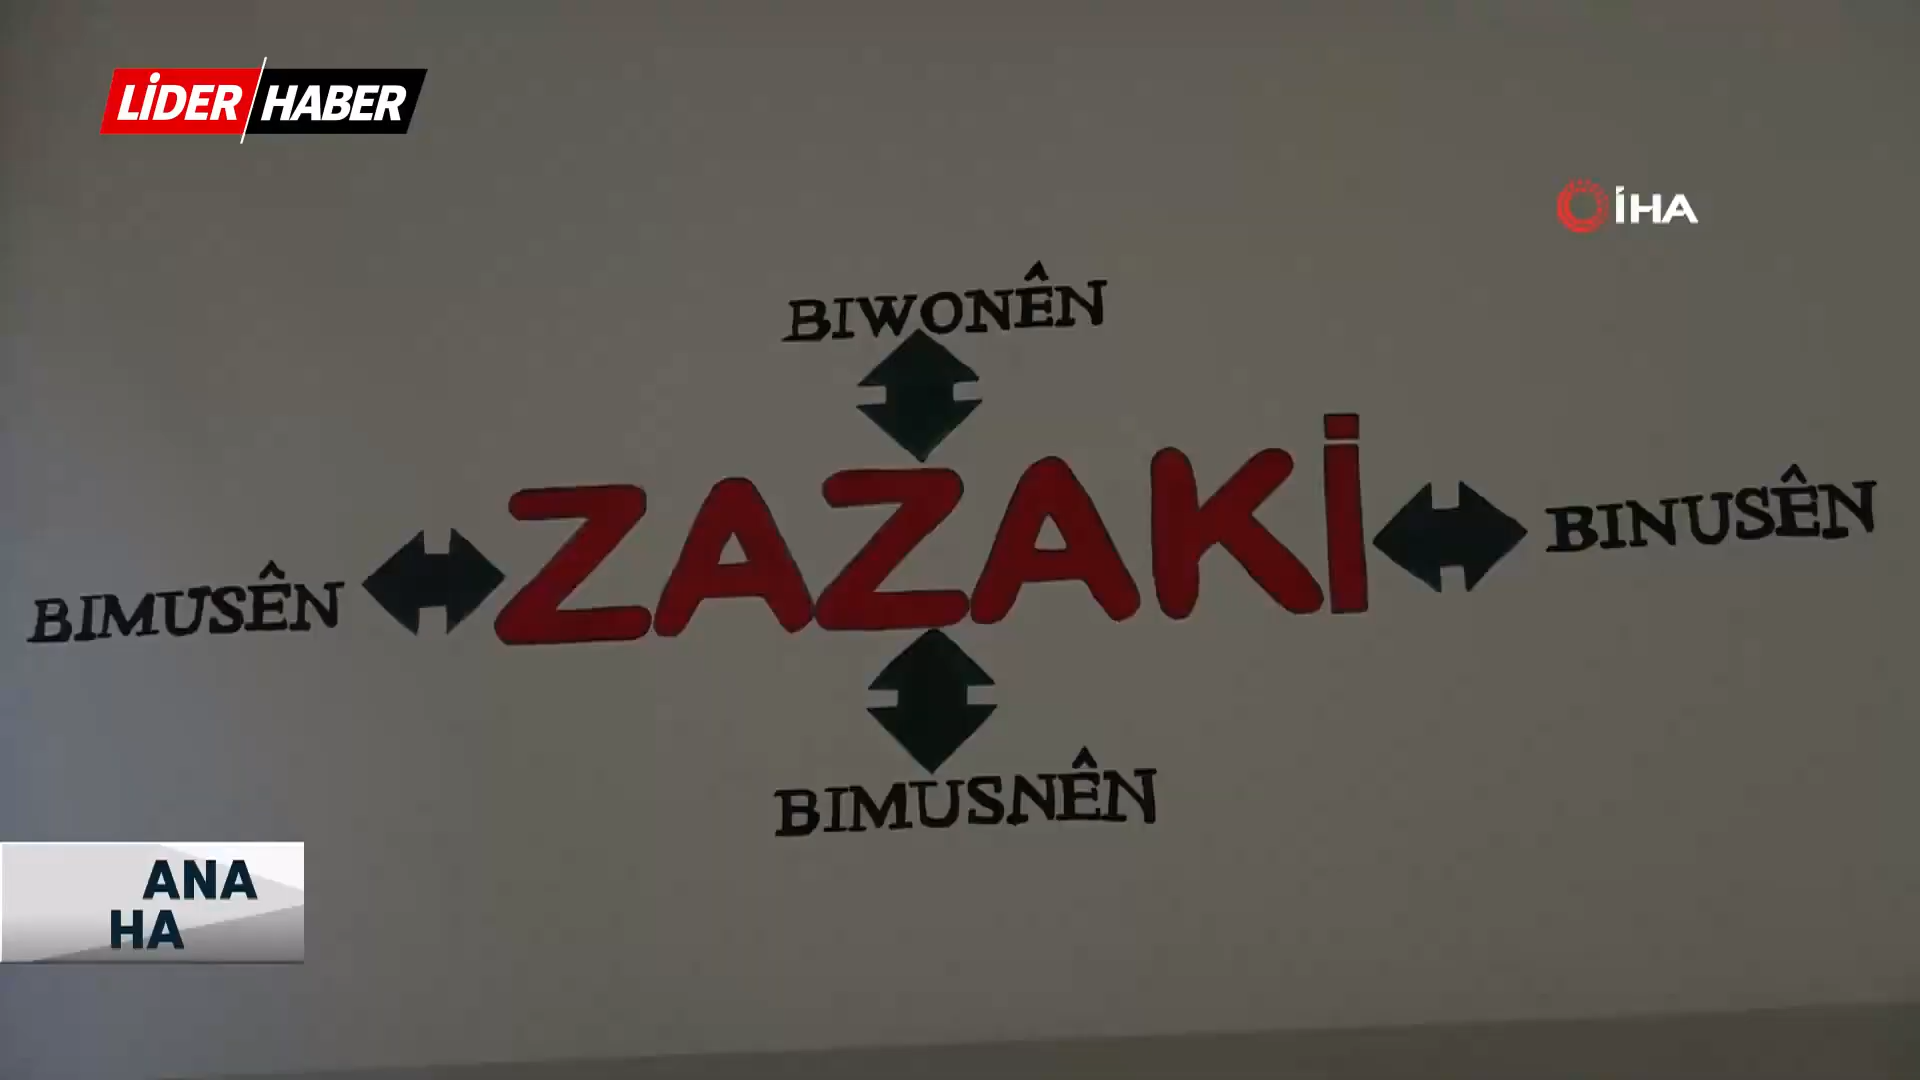 LİDER HABER
İHA
BIWONÊN
ZAZAKİ
BIMUSÊN
BINUSÊN
BIMUSNÊN
ANA
HA